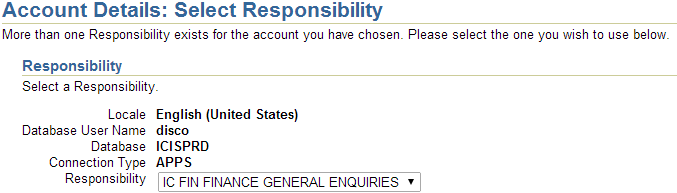 Account Details: Select Responsibility
More than one Responsibility exists for the account you have chosen. Please select the one you wish to use below.
Responsibility
Select a Responsibility.
Locale English (United States)
Database User Name disco
Database ICISPRD
Connection Type APPS
Responsibility IC FIN FINANCE GENERAL ENQUIRIES